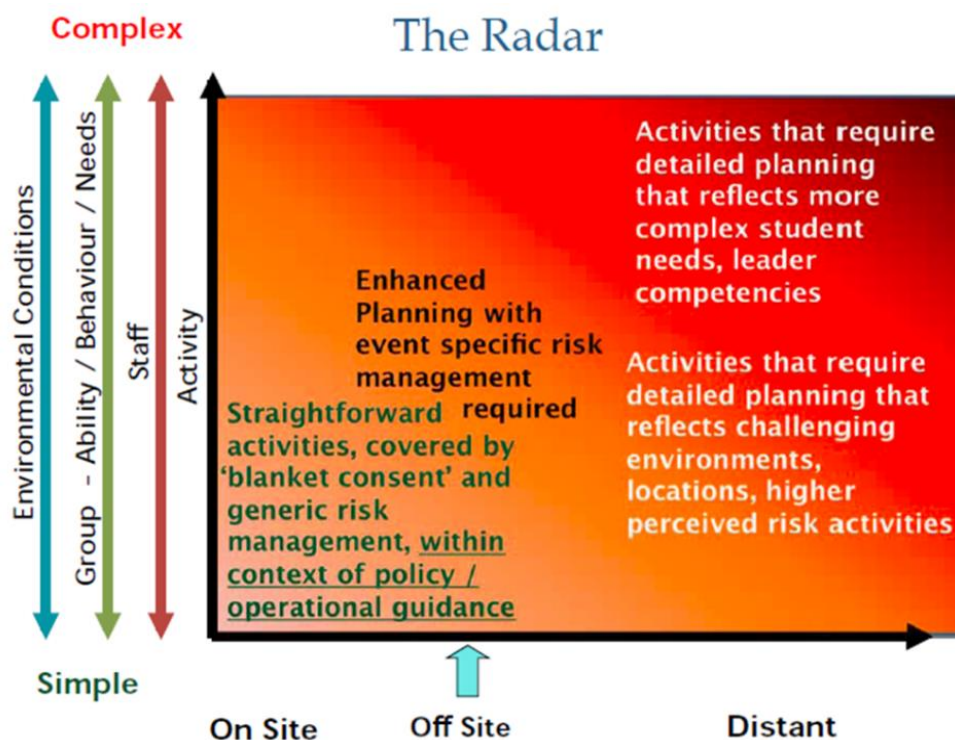 Complex
The Radar
Environmental Conditions
Group - Ability / Behaviour / Needs
Staff
Activity
Activities that require
detailed planning
that reflects more
complex student
needs, leader
competencies
Enhanced
Planning with
event specific risk
management
required
Activities that require
detailed planning that
reflects challenging
environments,
locations, higher
perceived risk activities
Straightforward
activities, covered by
‘blanket consent’ and
generic risk
management, within
context of policy /
operational guidance
Simple
On Site
Off Site
Distant